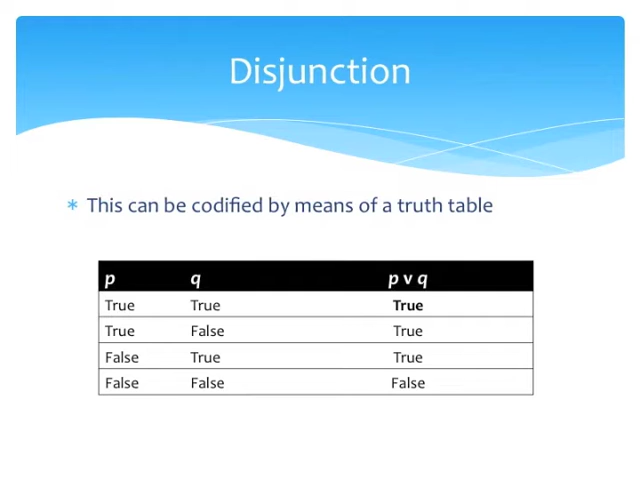 Disjunction
* This can be codified by means of a truth table
p q p v q
True True True
True False True
False True True
False False False